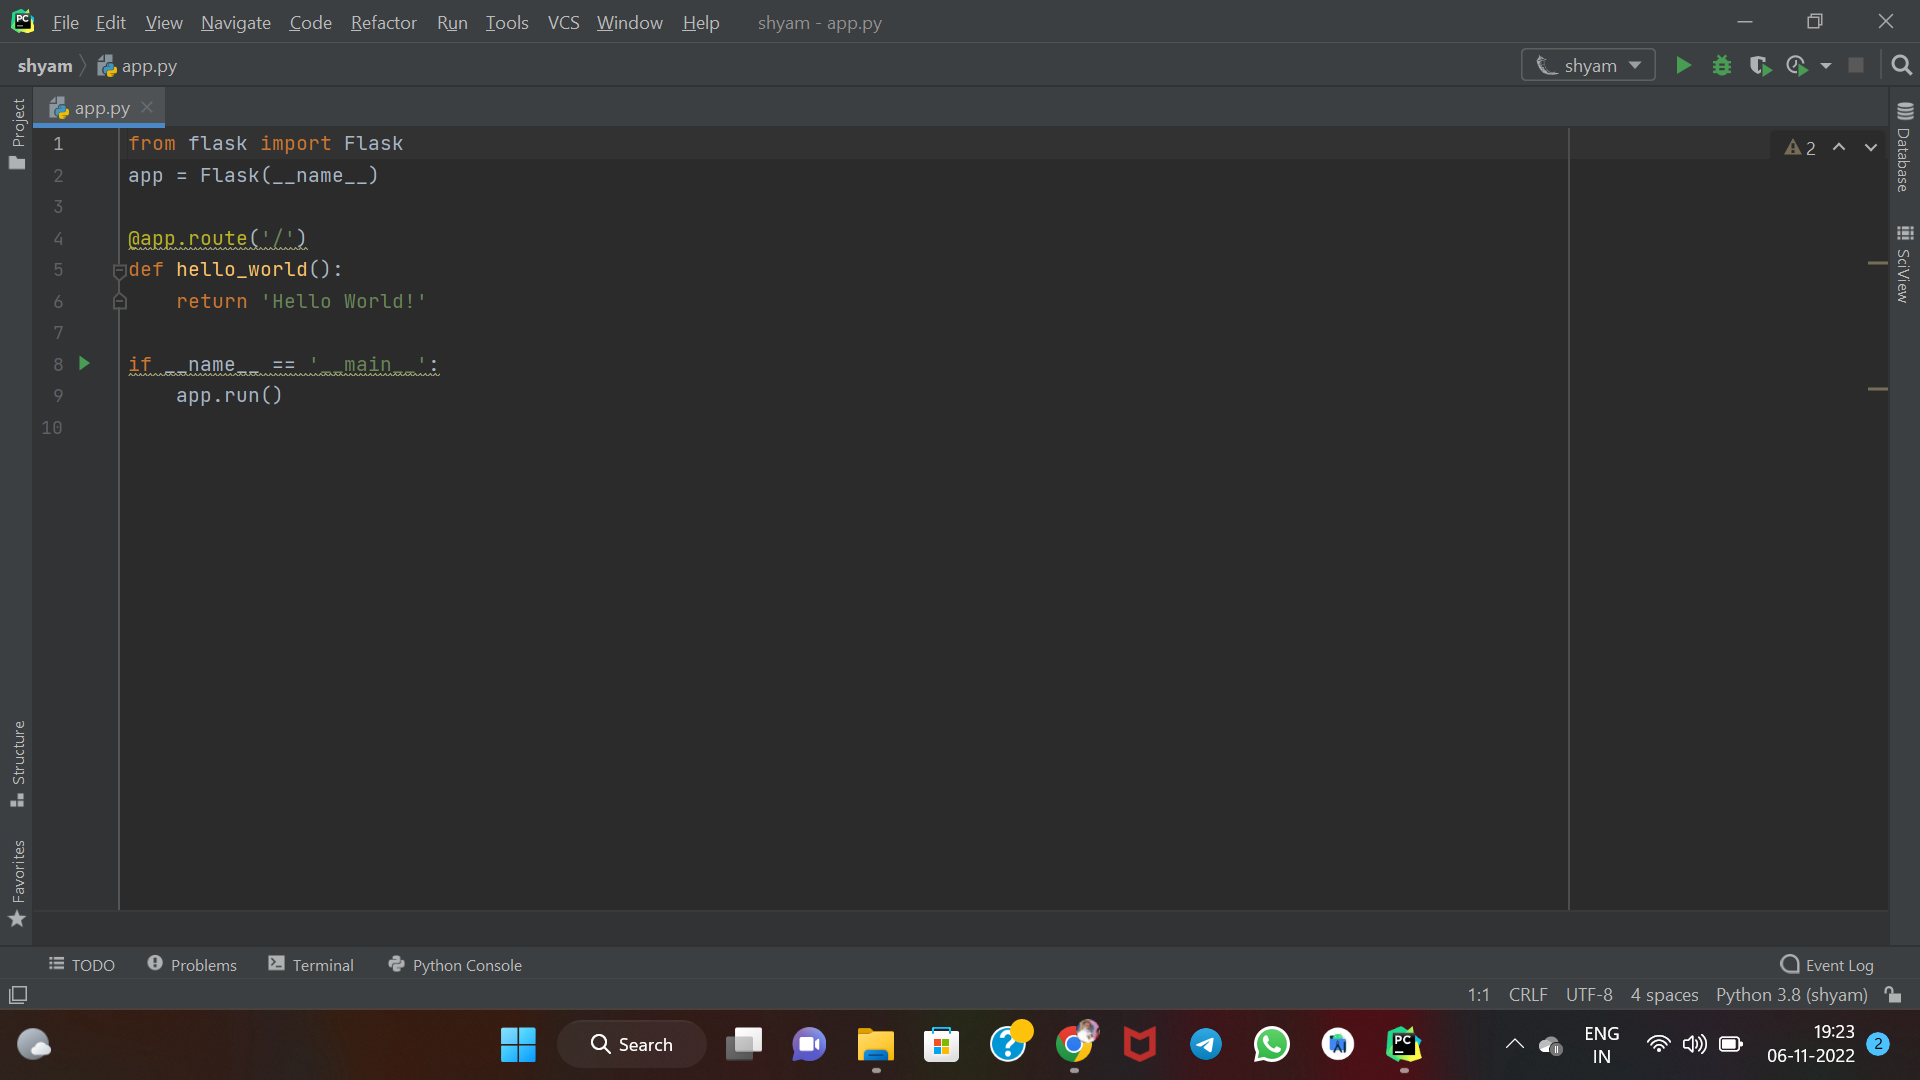 File Edit View Navigate Code Refactor Run Tools VCS Window Help shyam - app.py
shyam app.py shyam
app.py
Project
Database
SciView
Structure
Favorites
2
1 from flask import Flask
2 app = Flask(__name__)
3
4 @app.route('/')
5 def hello_world():
6 return 'Hello World!'
7
8 if __name__ == '__main__':
9 app.run()
10
TODO Problems Terminal Python Console Event Log
1:1 CRLF UTF-8 4 spaces Python 3.8 (shyam)
Search
PC
ENG
IN
19:23
06-11-2022
2